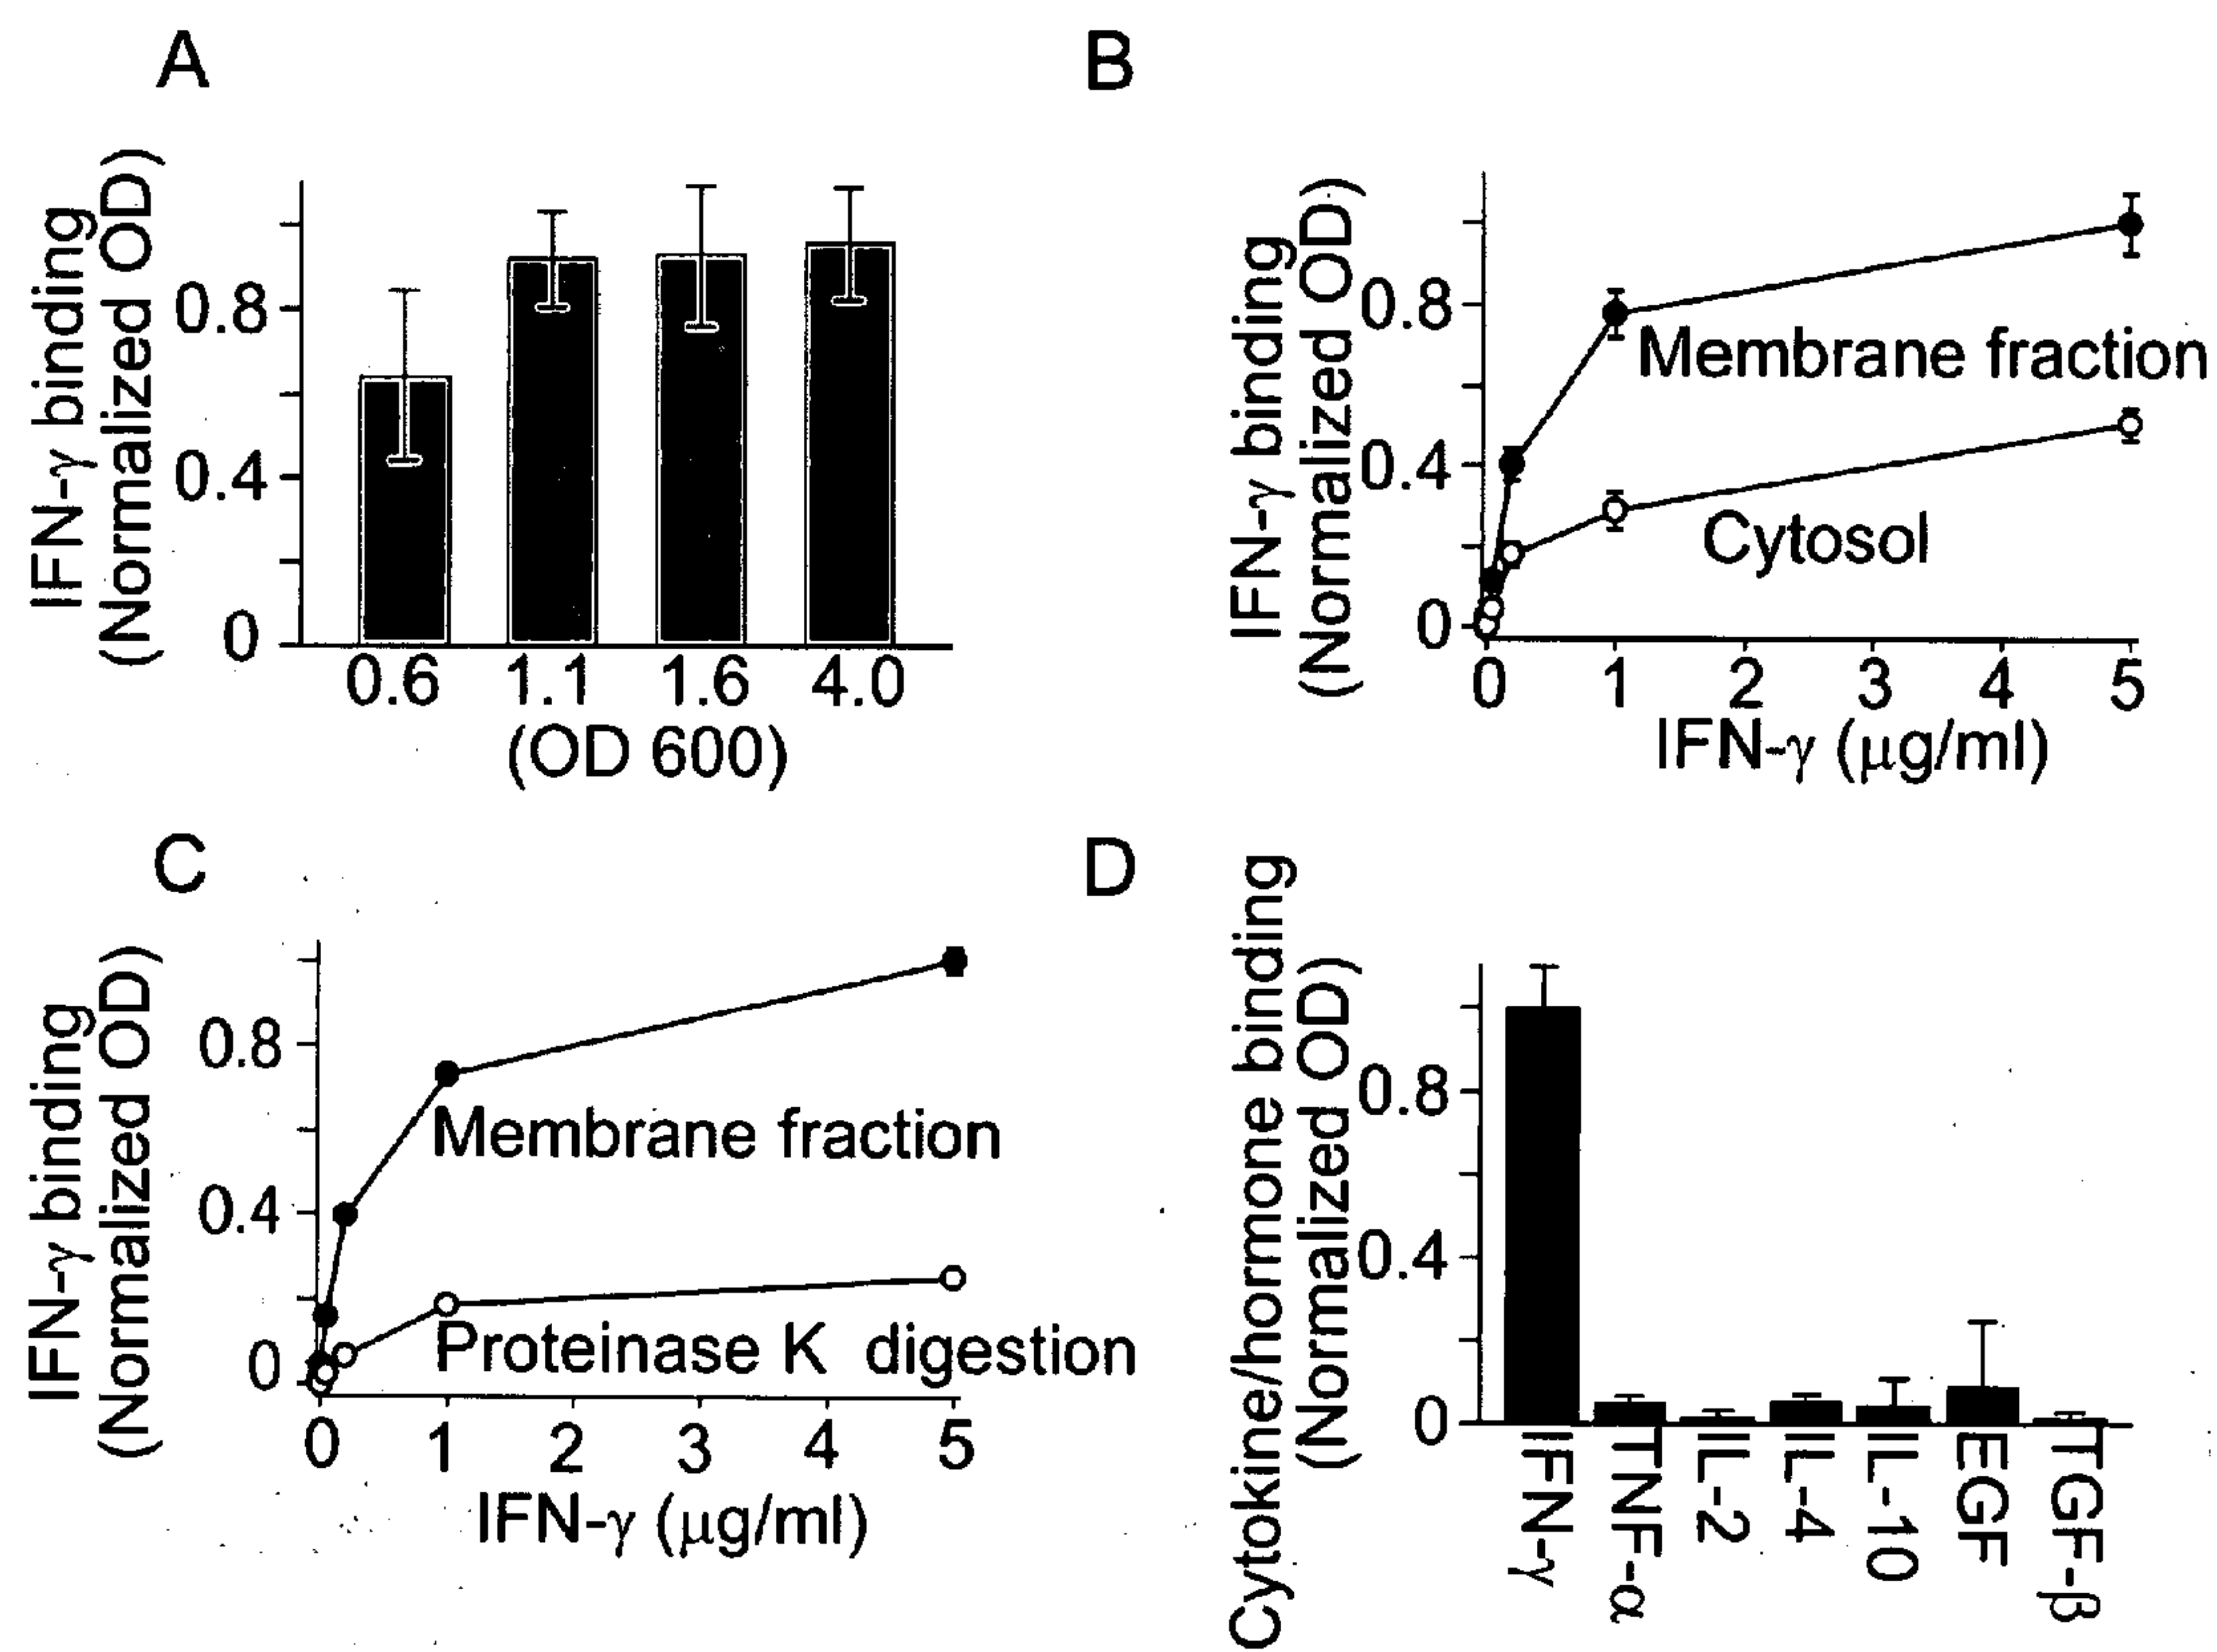 A
IFN-γ binding
(Normalized OD)
0.8
0.4
0
0.6 1.1 1.6 4.0
(OD 600)
B
IFN-γ binding
(Normalized OD)
0.8
0.4
0
Membrane fraction
Cytosol
0 1 2 3 4 5
IFN-γ (μg/ml)
C
IFN-γ binding
(Normalized OD)
0.8
0.4
0
Membrane fraction
Proteinase K digestion
0 1 2 3 4 5
IFN-γ (μg/ml)
D
Cytokine/hormone binding
(Normalized OD)
0.8
0.4
0
IFN-γ
TNF-α
IL-2
IL-4
IL-10
EGF
TGF-β